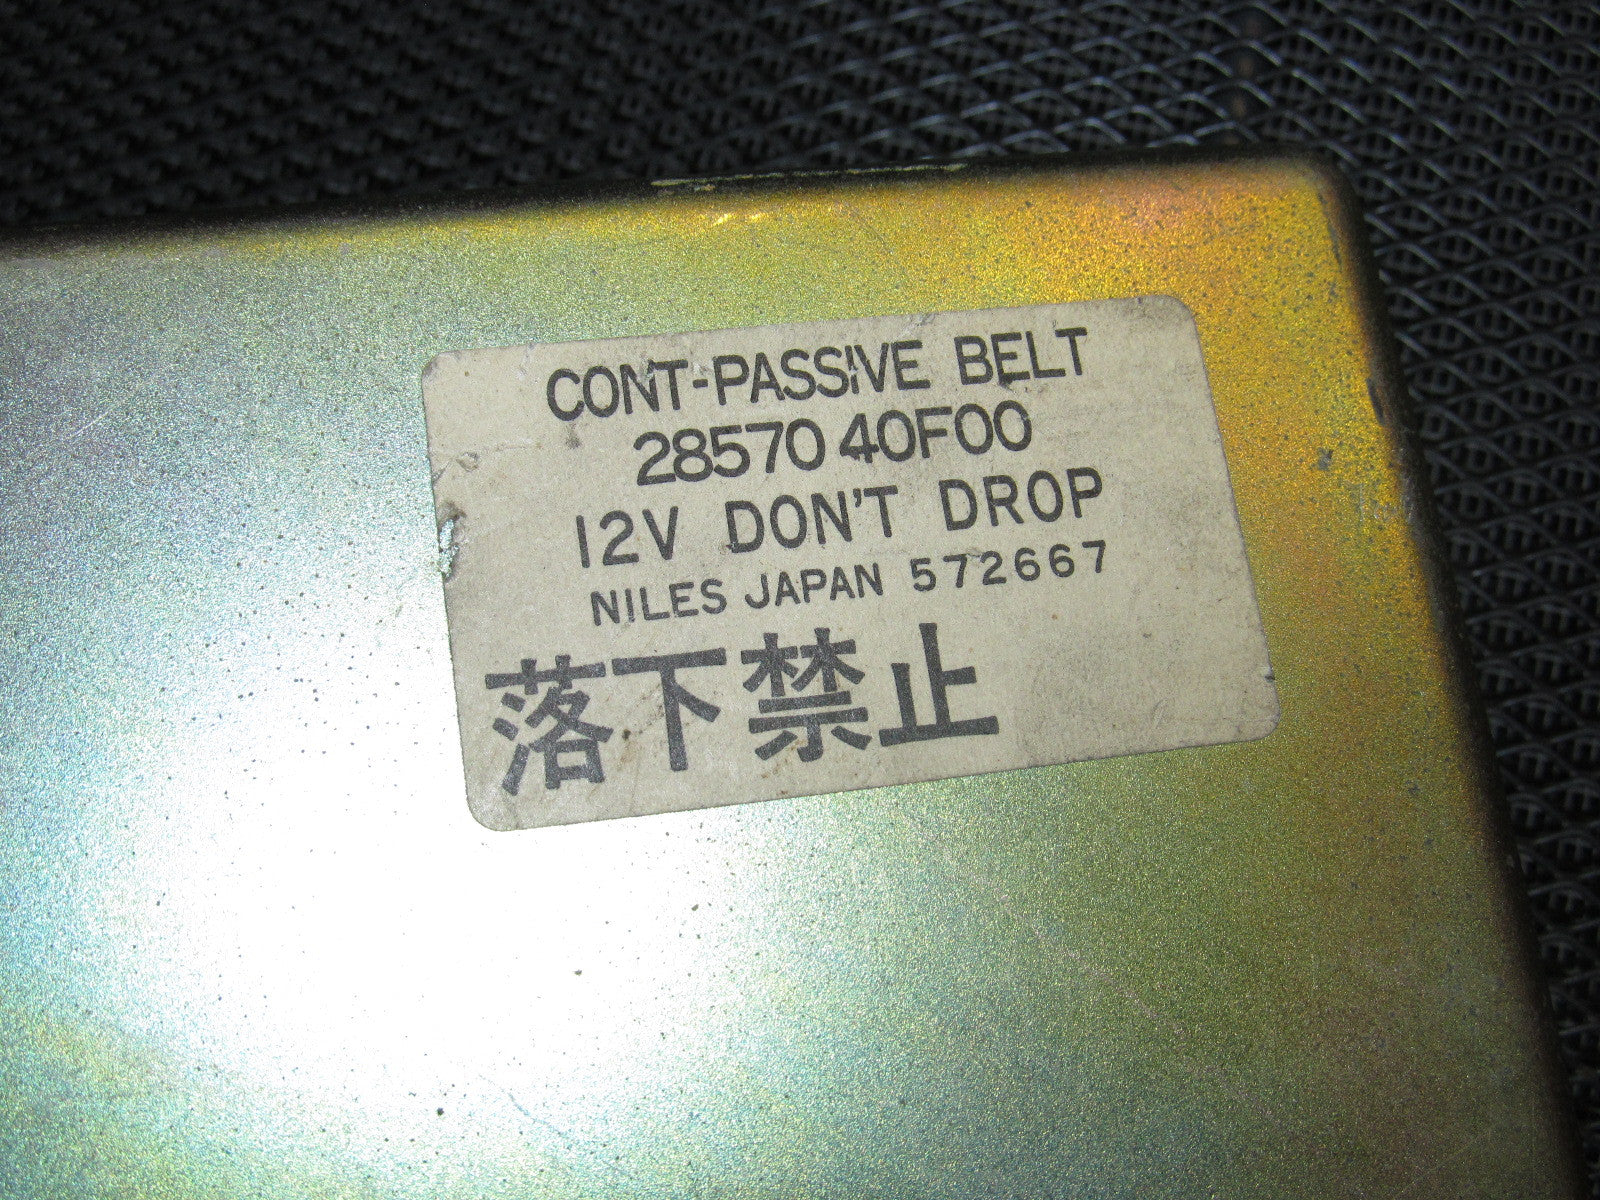 CONT-PASSIVE BELT
28570 40F00
12V DON'T DROP
NILES JAPAN 572667
落下禁止